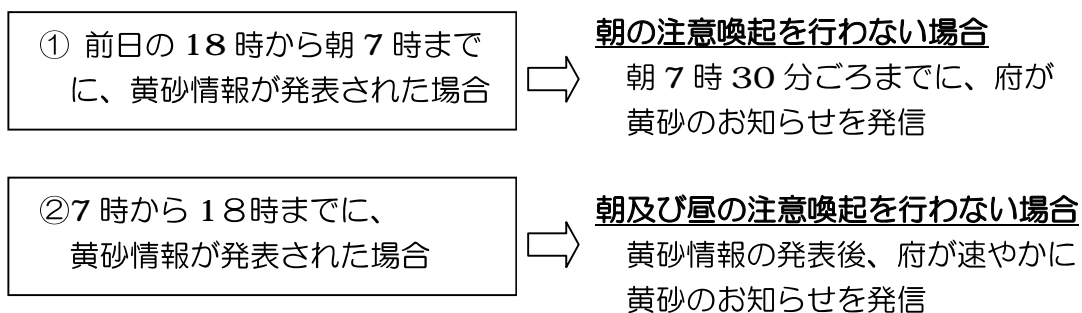 ① 前日の 18 時から朝 7 時まで
に、黄砂情報が発表された場合
朝の注意喚起を行わない場合
朝 7 時 30 分ごろまでに、府が
黄砂のお知らせを発信
②7 時から 1８時までに、
黄砂情報が発表された場合
朝及び昼の注意喚起を行わない場合
黄砂情報の発表後、府が速やかに
黄砂のお知らせを発信